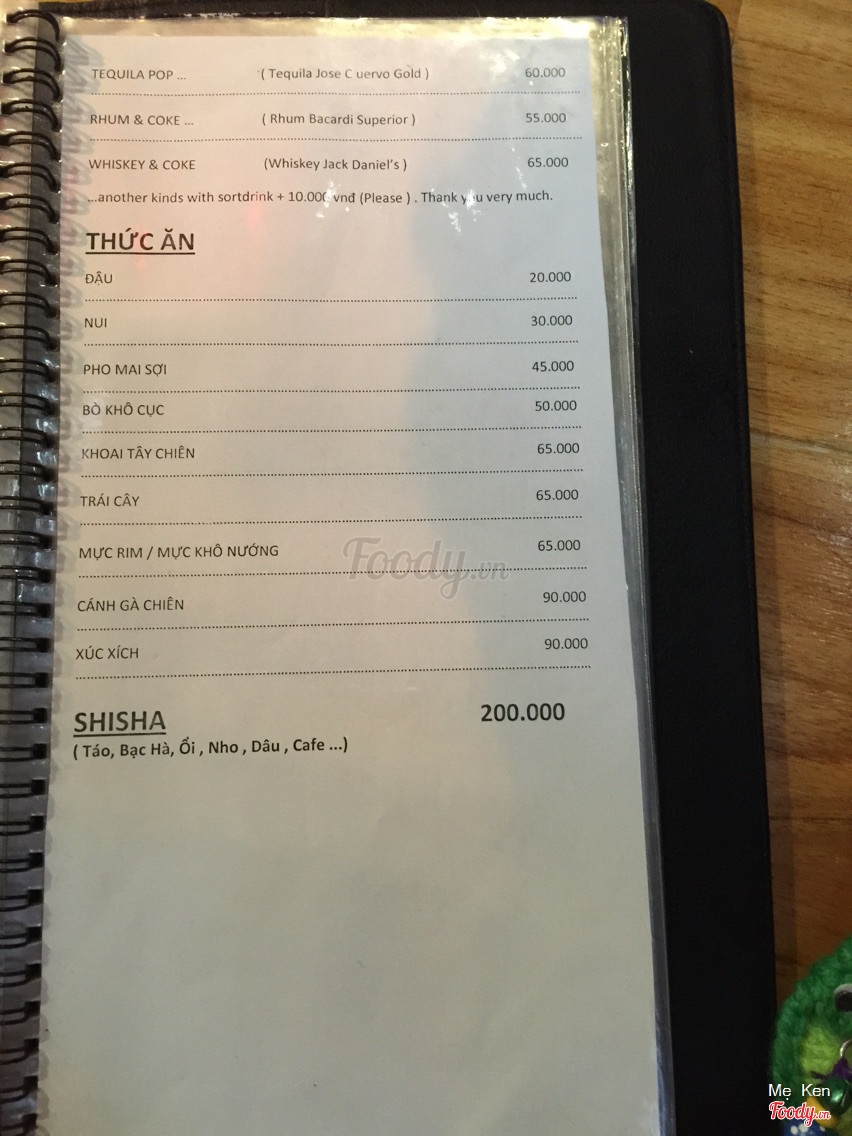 TEQUILA POP ... ( Tequila Jose C uervo Gold ) 60.000
RHUM & COKE ... ( Rhum Bacardi Superior ) 55.000
WHISKEY & COKE (Whiskey Jack Daniel's ) 65.000
...another kinds with sortdrink + 10.000 vnđ (Please ) . Thank you very much.
THỨC ĂN
ĐẬU 20.000
NUI 30.000
PHO MAI SỢI 45.000
BÒ KHÔ CỤC 50.000
KHOAI TÂY CHIÊN 65.000
TRÁI CÂY 65.000
MỰC RIM / MỰC KHÔ NƯỚNG 65.000
CÁNH GÀ CHIÊN 90.000
XÚC XÍCH 90.000
SHISHA 200.000
( Táo, Bạc Hà, Ổi , Nho , Dâu , Cafe ...)
Foody.vn
Mẹ Ken
Foody.vn